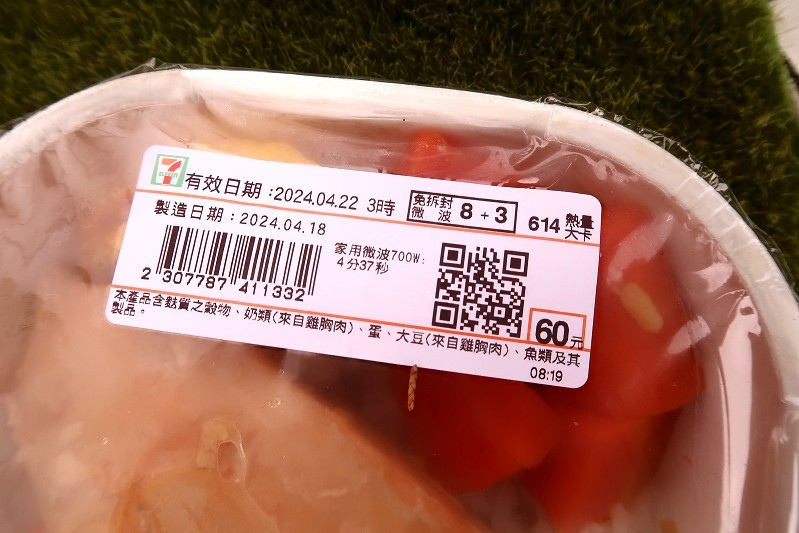 7
ELEVEN
有效日期:2024.04.22 3時
免拆封
微波 8+3
614 熱量
大卡
製造日期:2024.04.18
家用微波700W:
4分37秒
2 307787 411332
60元
本產品含麩質之穀物、奶類(來自雞胸肉)、蛋、大豆(來自雞胸肉)、魚類及其
製品。
08:19